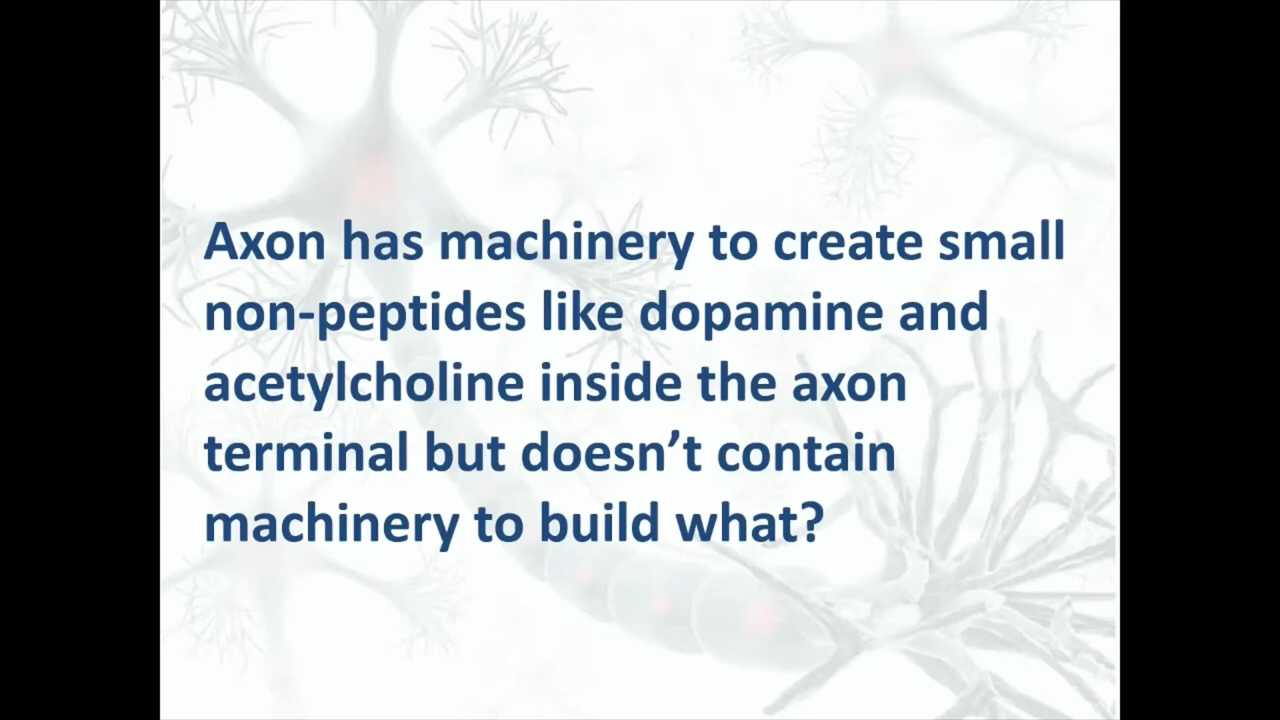 Axon has machinery to create small
non-peptides like dopamine and
acetylcholine inside the axon
terminal but doesn’t contain
machinery to build what?